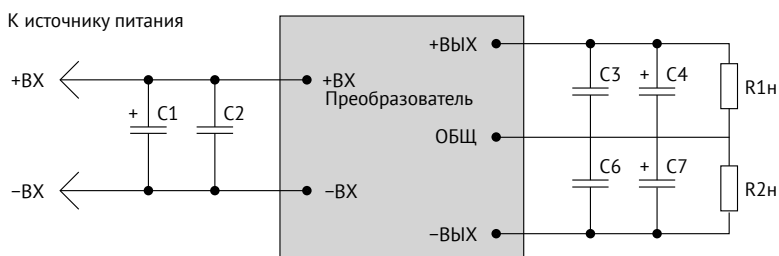 К источнику питания
+ВЫХ
+ВХ
+ВХ
Преобразователь
+ C1
C2
C3
+ C4
R1н
ОБЩ
C6
+ C7
R2н
−ВХ
−ВХ
−ВЫХ